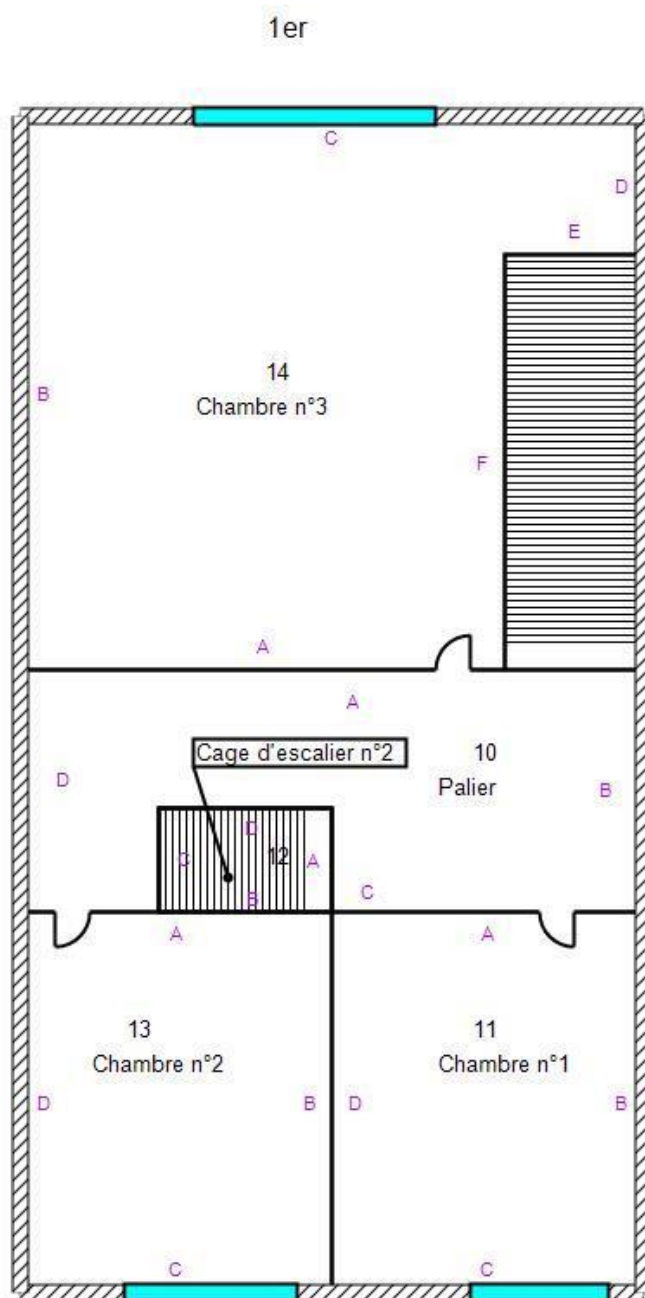 1er
C
D
E
14
Chambre n°3
B
F
A
A
Cage d'escalier n°2
10
Palier
D
B
D
C
12
A
B
C
A
A
13
Chambre n°2
11
Chambre n°1
D
B
D
B
C
C